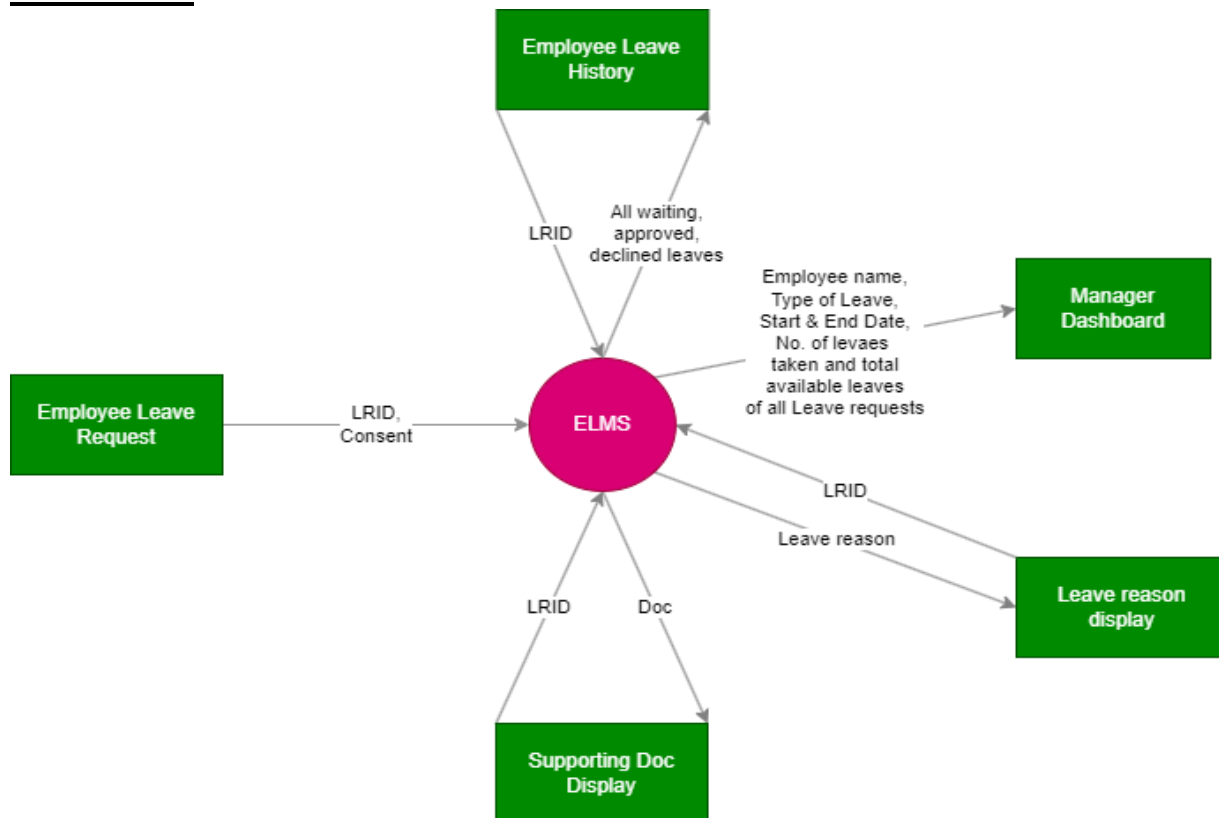 Employee Leave
History
LRID
All waiting,
approved,
declined leaves
Employee name,
Type of Leave,
Start & End Date,
No. of levaes
taken and total
available leaves
of all Leave requests
Manager
Dashboard
Employee Leave
Request
LRID,
Consent
ELMS
LRID
Leave reason
Leave reason
display
LRID
Doc
Supporting Doc
Display